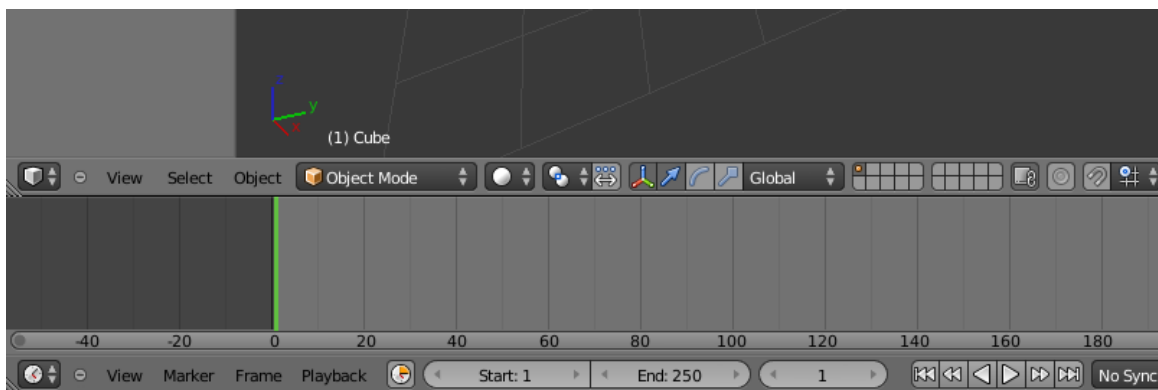 z
y
x
(1) Cube
View Select Object Object Mode Global
-40 -20 0 20 40 60 80 100 120 140 160 180
View Marker Frame Playback Start: 1 End: 250 1 No Sync